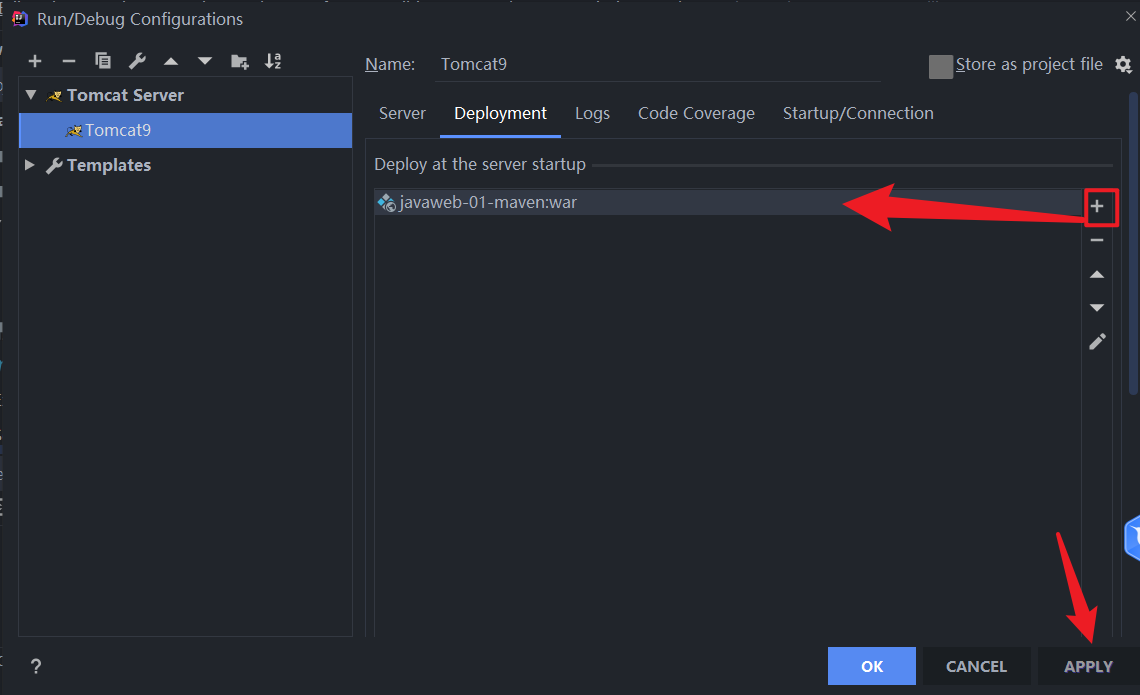 Run/Debug Configurations
Name: Tomcat9
Store as project file
Tomcat Server
Tomcat9
Templates
Server Deployment Logs Code Coverage Startup/Connection
Deploy at the server startup
javaweb-01-maven:war
? OK CANCEL APPLY